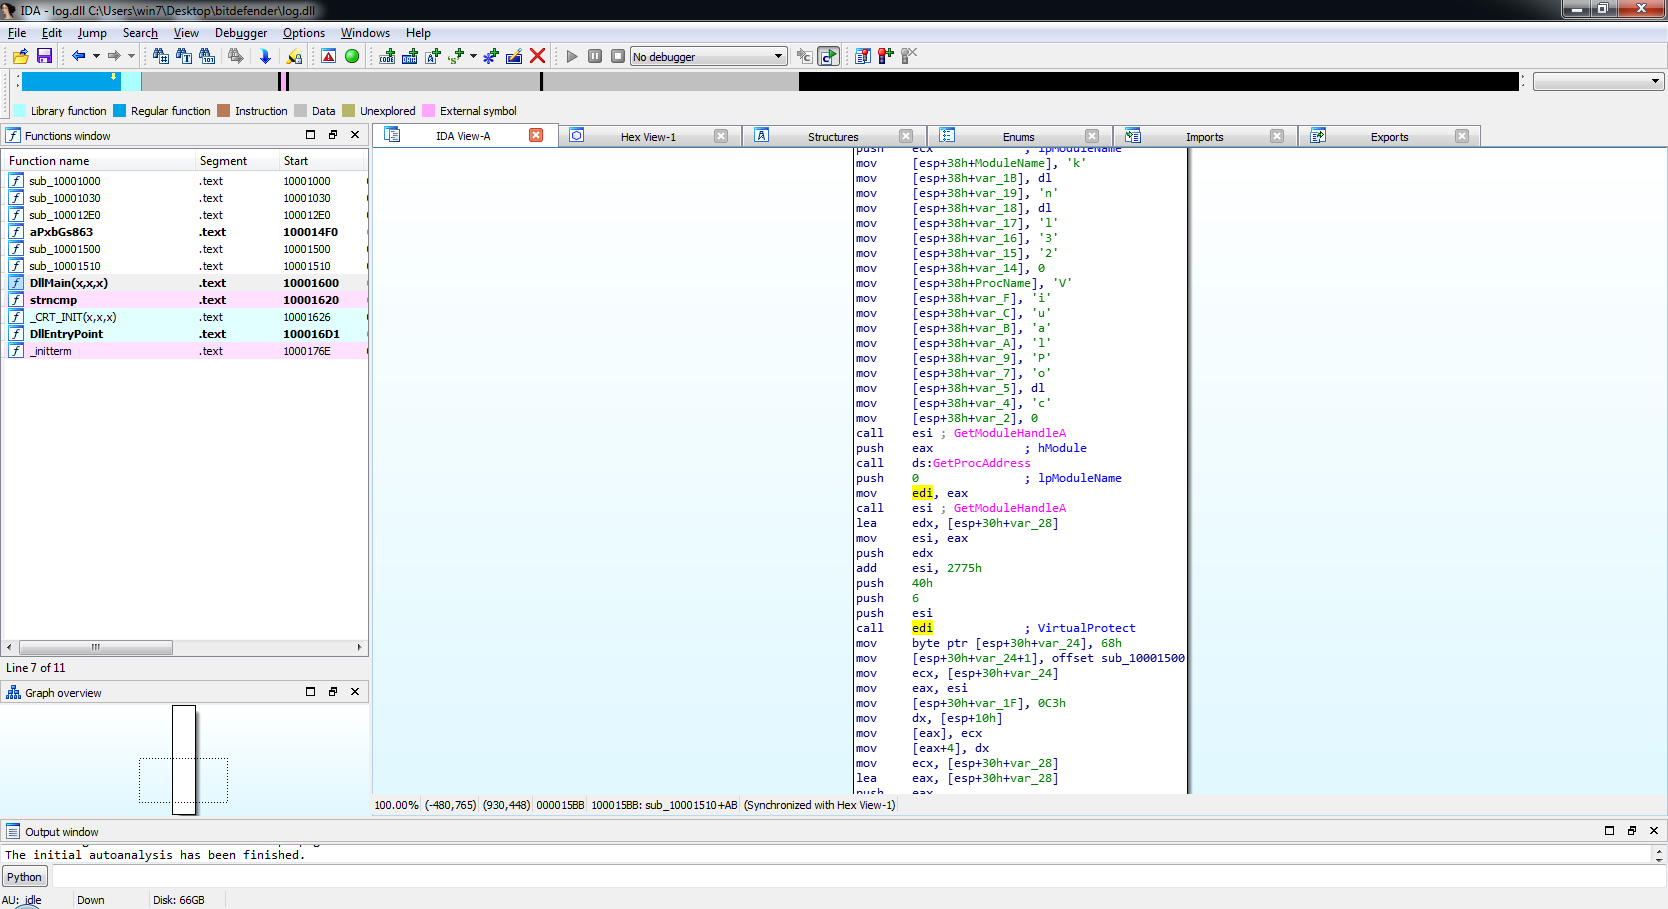 IDA - log.dll C:\Users\win7\Desktop\bitdefender\log.dll
File Edit Jump Search View Debugger Options Windows Help
No debugger
Library function Regular function Instruction Data Unexplored External symbol
Functions window
Function name Segment Start
sub_10001000 .text 10001000
sub_10001030 .text 10001030
sub_100012E0 .text 100012E0
aPxbGs863 .text 100014F0
sub_10001500 .text 10001500
sub_10001510 .text 10001510
DllMain(x,x,x) .text 10001600
strncmp .text 10001620
_CRT_INIT(x,x,x) .text 10001626
DllEntryPoint .text 100016D1
_initterm .text 1000176E
Line 7 of 11
Graph overview
IDA View-A Hex View-1 Structures Enums Imports Exports
push ecx ; lpModuleName
mov [esp+38h+ModuleName], 'k'
mov [esp+38h+var_1B], dl
mov [esp+38h+var_19], 'n'
mov [esp+38h+var_18], dl
mov [esp+38h+var_17], 'l'
mov [esp+38h+var_16], '3'
mov [esp+38h+var_15], '2'
mov [esp+38h+var_14], 0
mov [esp+38h+ProcName], 'V'
mov [esp+38h+var_F], 'i'
mov [esp+38h+var_C], 'u'
mov [esp+38h+var_B], 'a'
mov [esp+38h+var_A], 'l'
mov [esp+38h+var_9], 'P'
mov [esp+38h+var_7], 'o'
mov [esp+38h+var_5], dl
mov [esp+38h+var_4], 'c'
mov [esp+38h+var_2], 0
call esi ; GetModuleHandleA
push eax ; hModule
call ds:GetProcAddress
push 0 ; lpModuleName
mov edi, eax
call esi ; GetModuleHandleA
lea edx, [esp+30h+var_28]
mov esi, eax
push edx
add esi, 2775h
push 40h
push 6
push esi
call edi ; VirtualProtect
mov byte ptr [esp+30h+var_24], 68h
mov [esp+30h+var_24+1], offset sub_10001500
mov ecx, [esp+30h+var_24]
mov eax, esi
mov [esp+30h+var_1F], 0C3h
mov dx, [esp+10h]
mov [eax], ecx
mov [eax+4], dx
mov ecx, [esp+30h+var_28]
lea eax, [esp+30h+var_28]
push eax
100.00% (-480,765) (930,448) 000015BB 100015BB: sub_10001510+AB (Synchronized with Hex View-1)
Output window
The initial autoanalysis has been finished.
Python
AU: idle Down Disk: 66GB